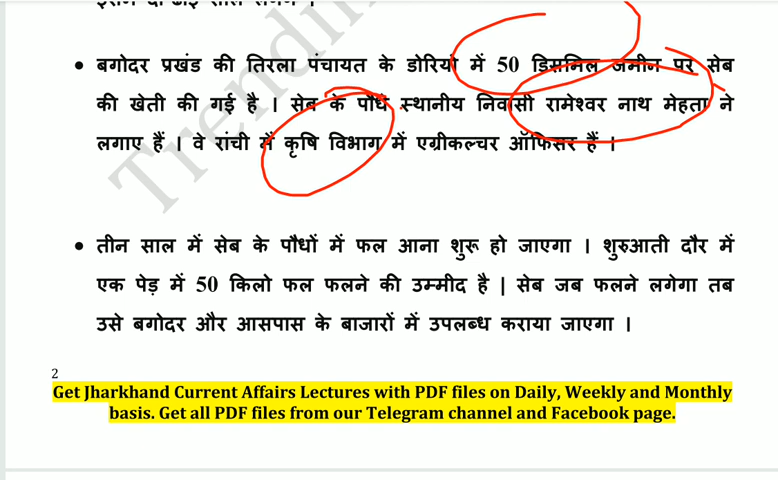 • बगोदर प्रखंड की तिरला पंचायत के डोरियो में 50 डिसमिल जमीन पर सेब
की खेती की गई है । सेब के पौधे स्थानीय निवासी रामेश्वर नाथ मेहता ने
लगाए हैं । वे रांची में कृषि विभाग में एग्रीकल्चर ऑफिसर हैं ।
• तीन साल में सेब के पौधों में फल आना शुरू हो जाएगा । शुरुआती दौर में
एक पेड़ में 50 किलो फल फलने की उम्मीद है | सेब जब फलने लगेगा तब
उसे बगोदर और आसपास के बाजारों में उपलब्ध कराया जाएगा ।
2
Get Jharkhand Current Affairs Lectures with PDF files on Daily, Weekly and Monthly
basis. Get all PDF files from our Telegram channel and Facebook page.